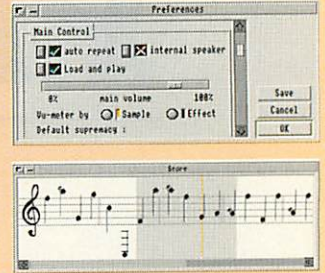 Preferences
Main Control
auto repeat internal speaker
Load and play
0% main volume 100%
Vu-meter by Sample Effect
Default supremacy :
Save
Cancel
OK
Score